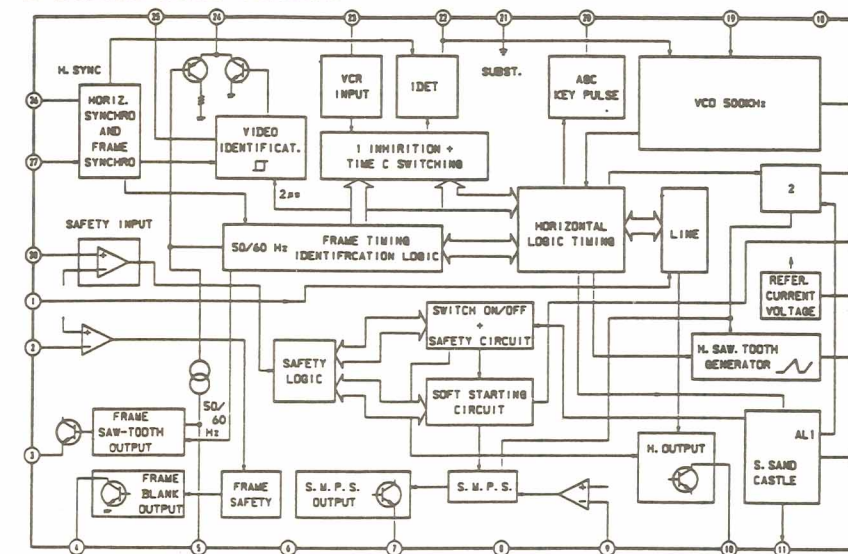 25
24
23
22
21
20
19
18
H. SYNC
26
HORIZ.
SYNCHRO
AND
FRAME
SYNCHRO
27
VIDEO
IDENTIFICAT.
2µs
VCR
INPUT
IDET
SUBST.
ABC
KEY PULSE
VCO 500KHz
1 INHIRITION +
TIME C SWITCHING
SAFETY INPUT
50/60 Hz
FRAME TIMING
IDENTIFRCATION LOGIC
HORIZONTAL
LOGIC TIMING
LINE
2
+
-
1
2
+
-
REFER.
CURRENT
VOLTAGE
SWITCH ON/OFF
+
SAFETY CIRCUIT
SAFETY
LOGIC
H. SAW. TOOTH
GENERATOR
SOFT STARTING
CIRCUIT
50/
60
Hz
FRAME
SAW-TOOTH
OUTPUT
3
H. OUTPUT
AL1
S. SAND
CASTLE
FRAME
BLANK
OUTPUT
FRAME
SAFETY
S. M. P. S.
OUTPUT
S. M. P. S.
4
5
6
7
8
9
10
11